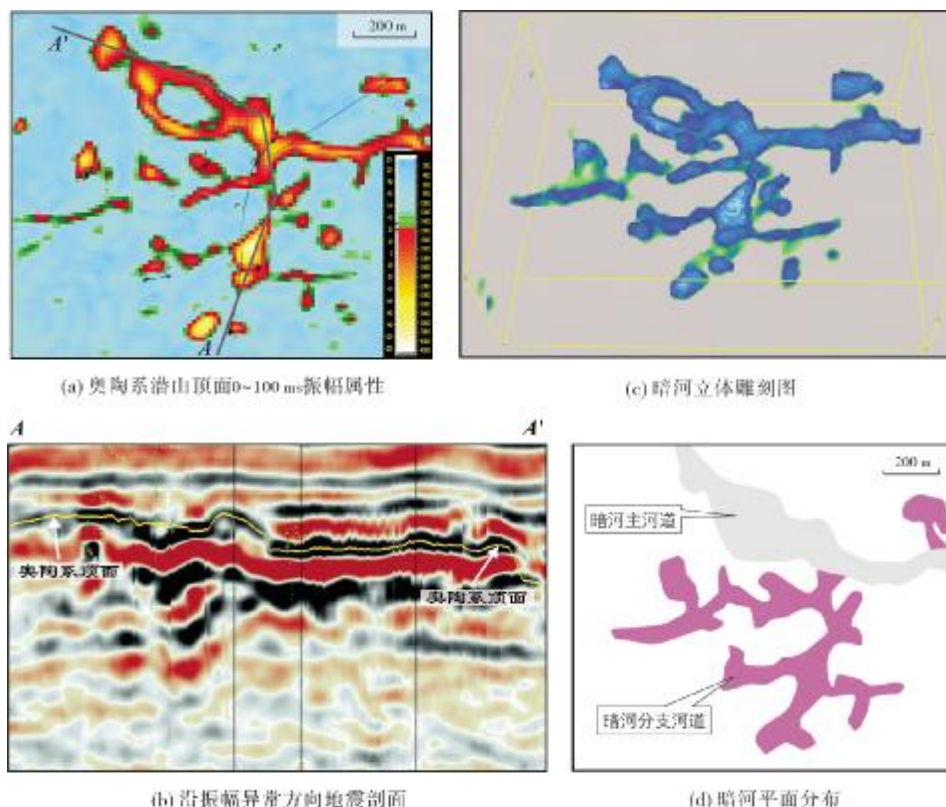 A'
200 m
A
(a) 奥陶系潜山顶面0~100 ms振幅属性
(c) 暗河立体雕刻图
A
A'
奥陶系顶面
奥陶系顶面
(b) 沿振幅异常方向地震剖面
200 m
暗河主河道
暗河分支河道
(d) 暗河平面分布